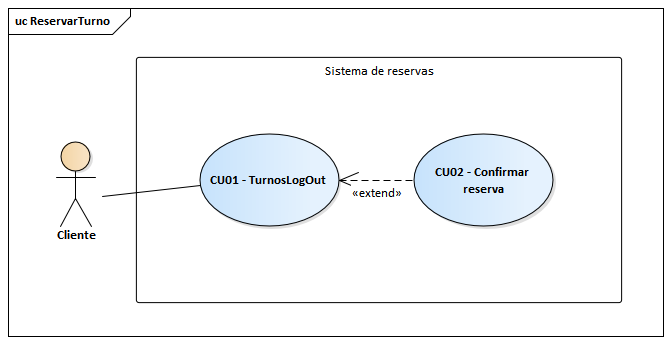 uc ReservarTurno
Sistema de reservas
CU01 - TurnosLogOut
CU02 - Confirmar
reserva
«extend»
Cliente